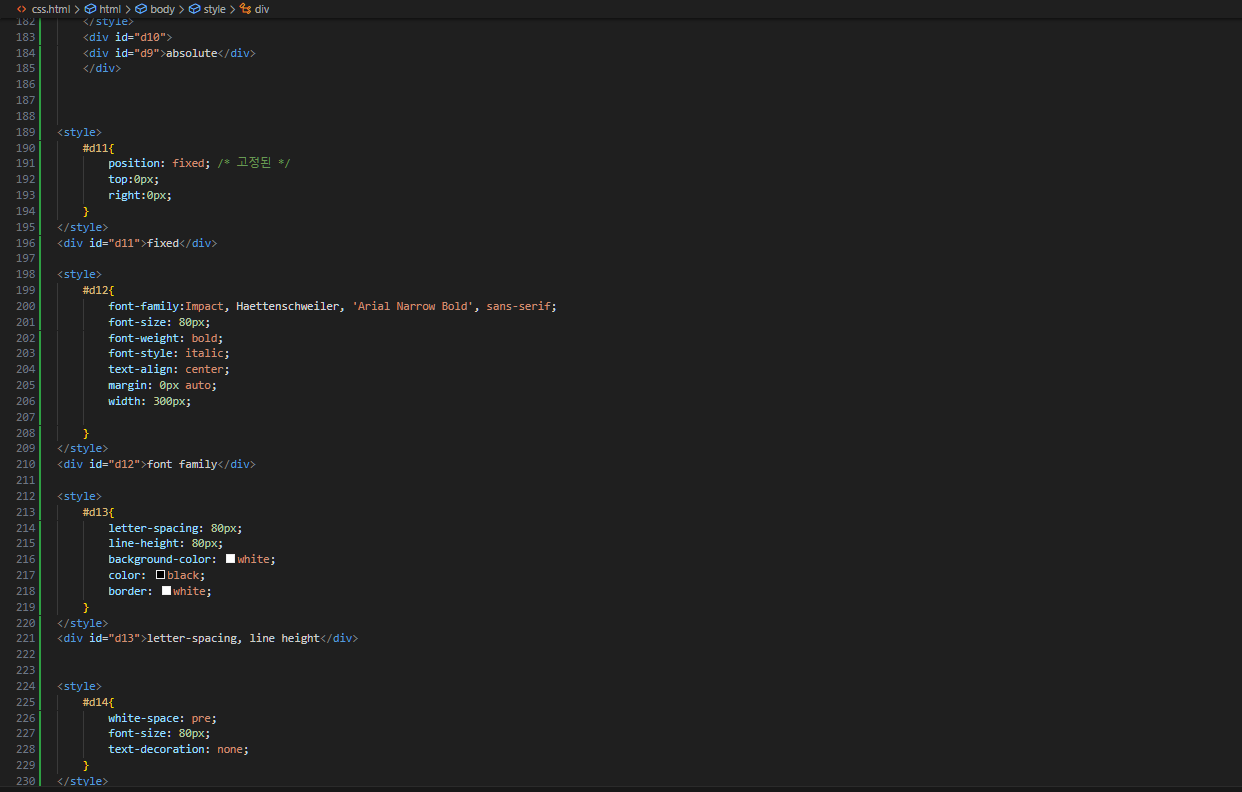 css.html > html > body > style > div
182 </style>
183 <div id="d10">
184 <div id="d9">absolute</div>
185 </div>
186
187
188
189 <style>
190 #d11{
191 position: fixed; /* 고정된 */
192 top:0px;
193 right:0px;
194 }
195 </style>
196 <div id="d11">fixed</div>
197
198 <style>
199 #d12{
200 font-family:Impact, Haettenschweiler, 'Arial Narrow Bold', sans-serif;
201 font-size: 80px;
202 font-weight: bold;
203 font-style: italic;
204 text-align: center;
205 margin: 0px auto;
206 width: 300px;
207
208 }
209 </style>
210 <div id="d12">font family</div>
211
212 <style>
213 #d13{
214 letter-spacing: 80px;
215 line-height: 80px;
216 background-color: white;
217 color: black;
218 border: white;
219 }
220 </style>
221 <div id="d13">letter-spacing, line height</div>
222
223
224 <style>
225 #d14{
226 white-space: pre;
227 font-size: 80px;
228 text-decoration: none;
229 }
230 </style>